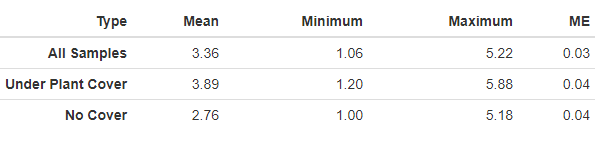 Type Mean Minimum Maximum ME
All Samples 3.36 1.06 5.22 0.03
Under Plant Cover 3.89 1.20 5.88 0.04
No Cover 2.76 1.00 5.18 0.04